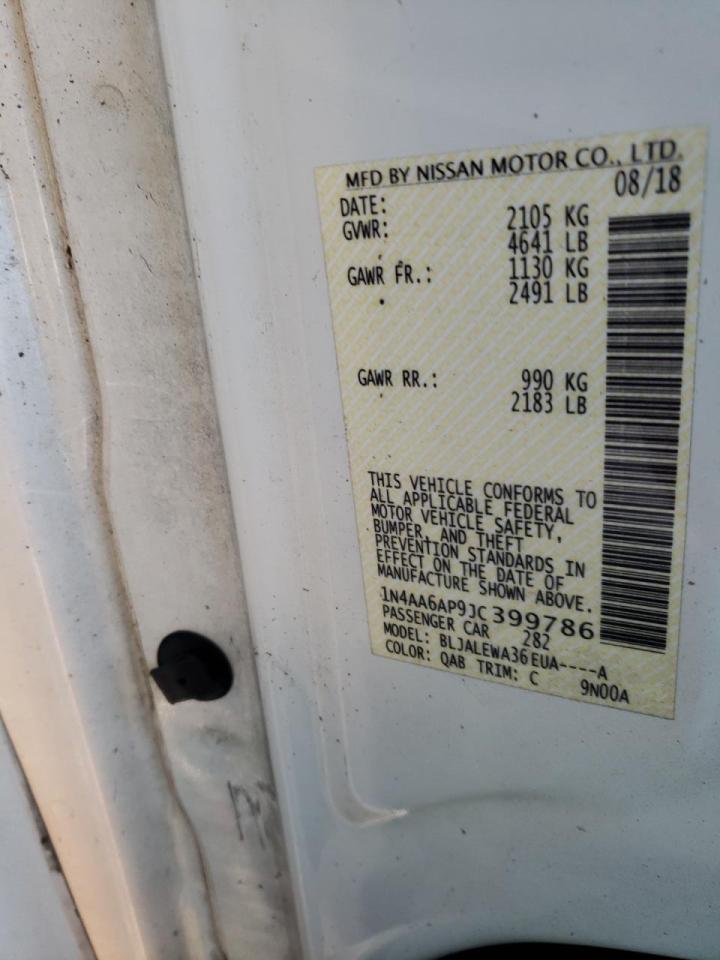 MFD BY NISSAN MOTOR CO., LTD.
DATE: 08/18
GVWR: 2105 KG
4641 LB
GAWR FR.: 1130 KG
2491 LB
GAWR RR.: 990 KG
2183 LB
THIS VEHICLE CONFORMS TO
ALL APPLICABLE FEDERAL
MOTOR VEHICLE SAFETY,
BUMPER, AND THEFT
PREVENTION STANDARDS IN
EFFECT ON THE DATE OF
MANUFACTURE SHOWN ABOVE.
1N4AA6AP9JC399786
PASSENGER CAR 282
MODEL: BLJALEWA36EUA----A
COLOR: QAB TRIM: C 9N00A